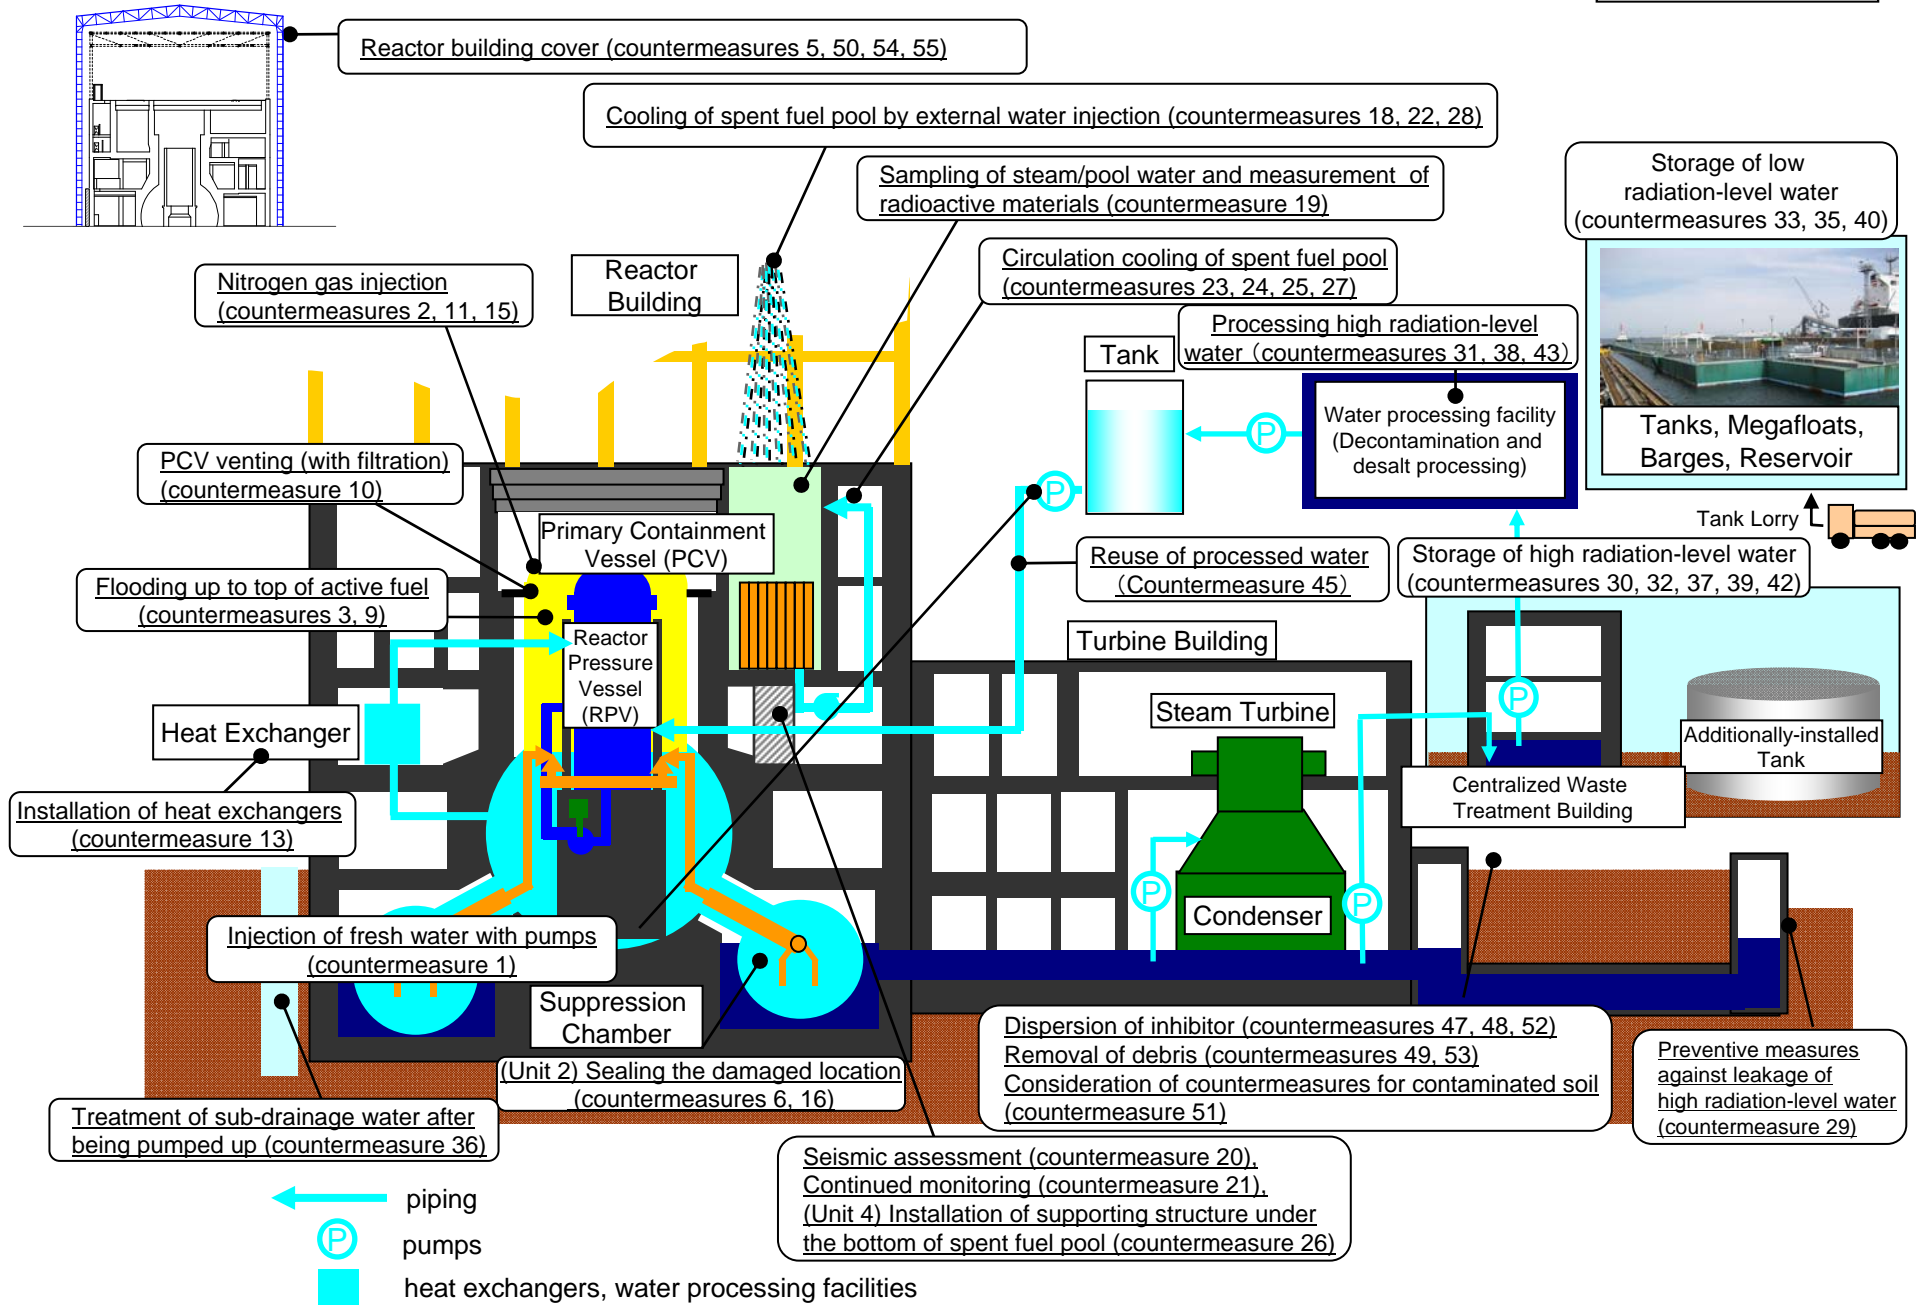 Reactor building cover (countermeasures 5, 50, 54, 55)
Cooling of spent fuel pool by external water injection (countermeasures 18, 22, 28)
Sampling of steam/pool water and measurement of
radioactive materials (countermeasure 19)
Storage of low
radiation-level water
(countermeasures 33, 35, 40)
Reactor
Building
Circulation cooling of spent fuel pool
(countermeasures 23, 24, 25, 27)
Nitrogen gas injection
(countermeasures 2, 11, 15)
Processing high radiation-level
water （countermeasures 31, 38, 43）
Tank
Water processing facility
(Decontamination and
desalt processing)
P
Tanks, Megafloats,
Barges, Reservoir
PCV venting (with filtration)
(countermeasure 10)
P
Tank Lorry
Primary Containment
Vessel (PCV)
Reuse of processed water
（Countermeasure 45）
Storage of high radiation-level water
(countermeasures 30, 32, 37, 39, 42)
Flooding up to top of active fuel
(countermeasures 3, 9)
Reactor
Pressure
Vessel
(RPV)
Turbine Building
P
Steam Turbine
Heat Exchanger
Additionally-installed
Tank
Centralized Waste
Treatment Building
Installation of heat exchangers
(countermeasure 13)
P
P
Condenser
Injection of fresh water with pumps
(countermeasure 1)
Suppression
Chamber
Dispersion of inhibitor (countermeasures 47, 48, 52)
Removal of debris (countermeasures 49, 53)
Consideration of countermeasures for contaminated soil
(countermeasure 51)
Preventive measures
against leakage of
high radiation-level water
(countermeasure 29)
(Unit 2) Sealing the damaged location
(countermeasures 6, 16)
Treatment of sub-drainage water after
being pumped up (countermeasure 36)
Seismic assessment (countermeasure 20),
Continued monitoring (countermeasure 21),
(Unit 4) Installation of supporting structure under
the bottom of spent fuel pool (countermeasure 26)
piping
P
pumps
heat exchangers, water processing facilities